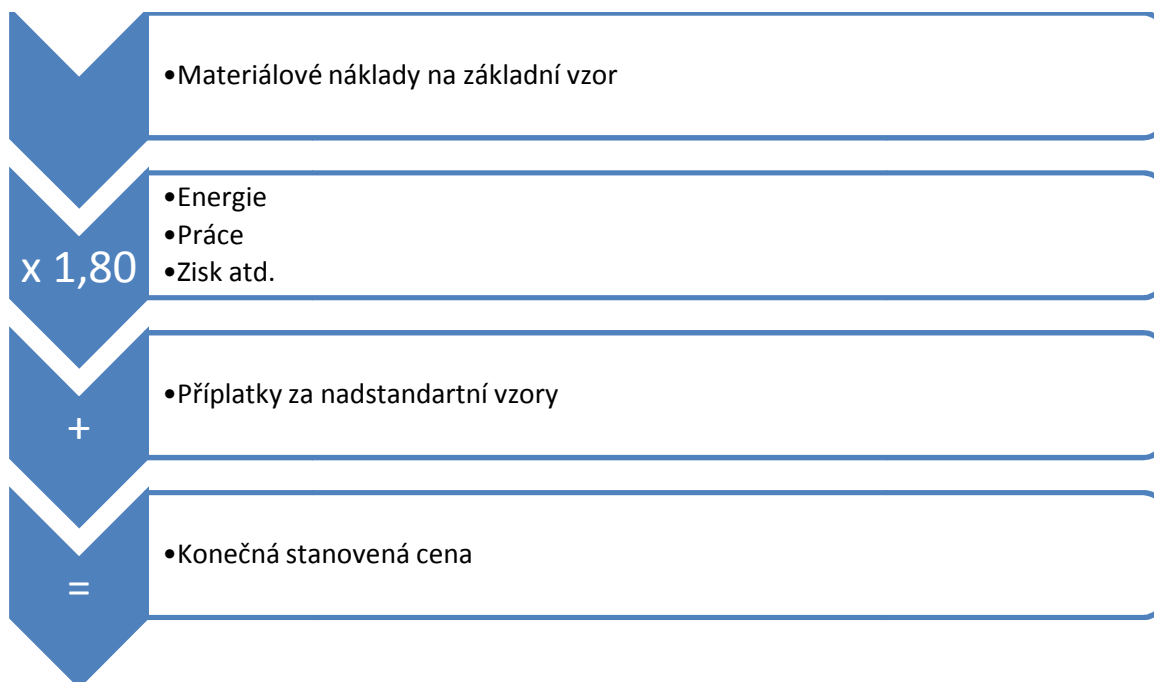 •Materiálové náklady na základní vzor
x 1,80
•Energie
•Práce
•Zisk atd.
+
•Příplatky za nadstandartní vzory
=
•Konečná stanovená cena